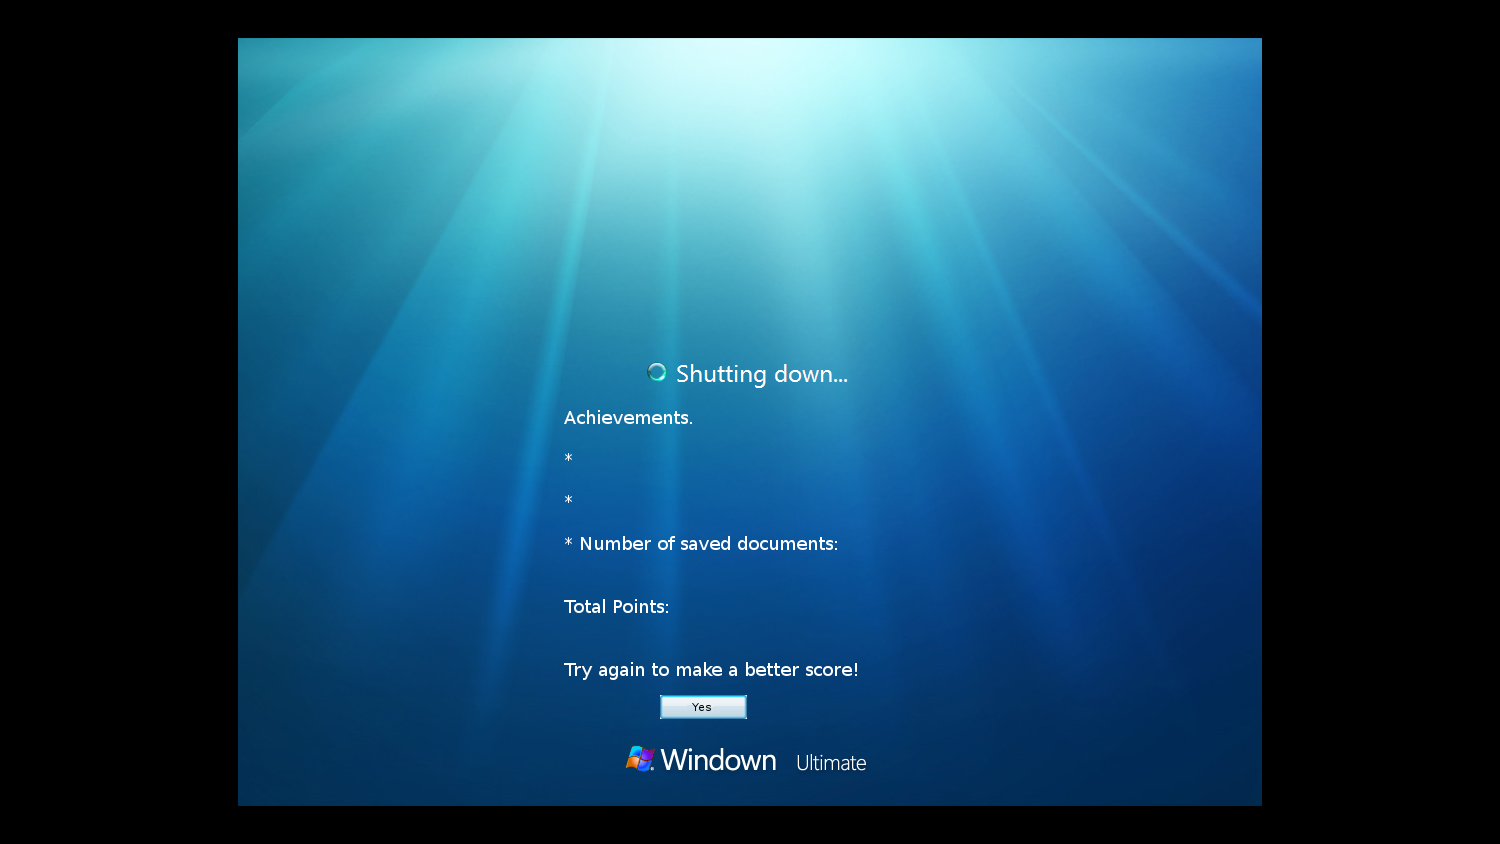 Shutting down...
Achievements.
*
*
* Number of saved documents:
Total Points:
Try again to make a better score!
Yes
Windown Ultimate